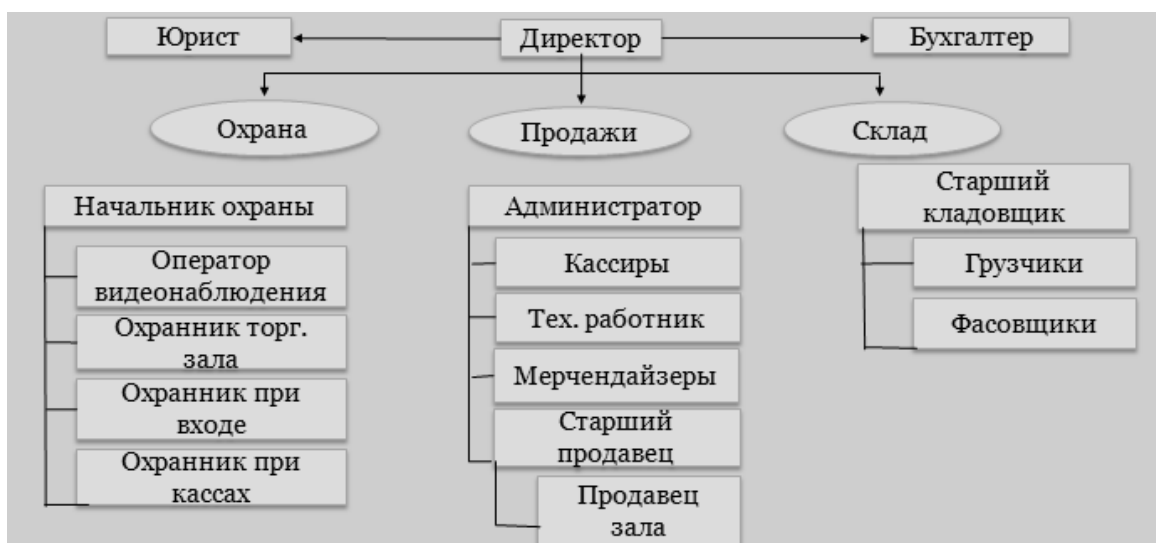 Юрист
Директор
Бухгалтер
Охрана
Продажи
Склад
Начальник охраны
Оператор
видеонаблюдения
Охранник торг.
зала
Охранник при
входе
Охранник при
кассах
Администратор
Кассиры
Тех. работник
Мерчендайзеры
Старший
продавец
Продавец
зала
Старший
кладовщик
Грузчики
Фасовщики